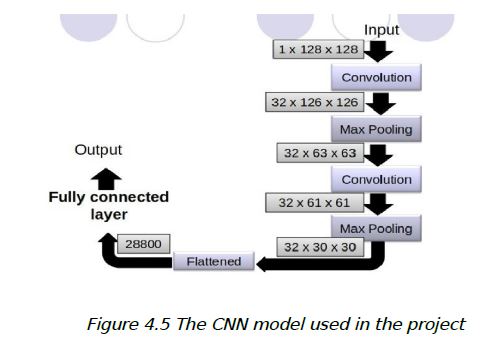 Input
1 x 128 x 128
Convolution
32 x 126 x 126
Max Pooling
32 x 63 x 63
Convolution
32 x 61 x 61
Max Pooling
32 x 30 x 30
Flattened
28800
Fully connected
layer
Output
Figure 4.5 The CNN model used in the project